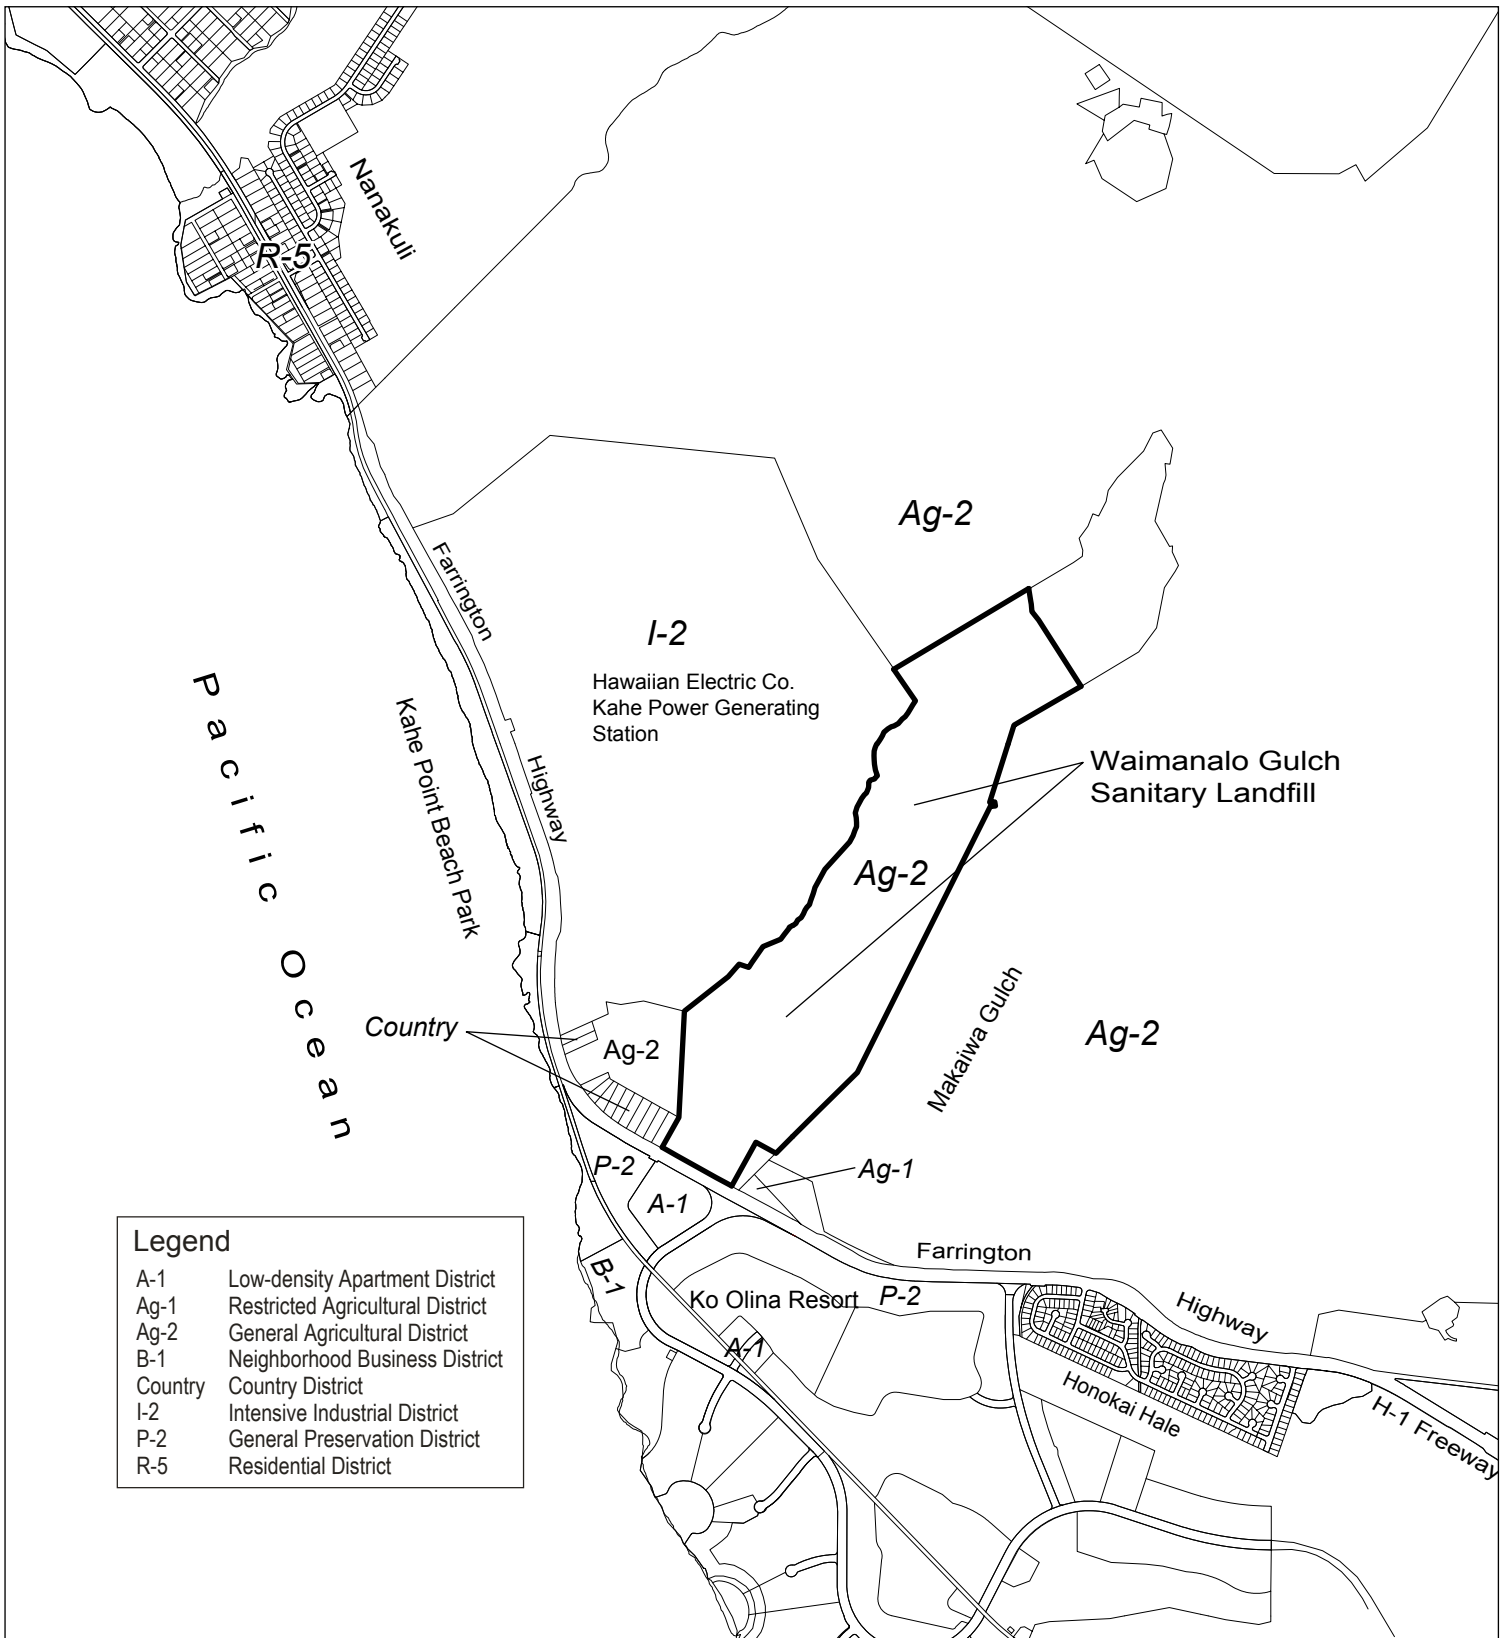 Nanakuli
R-5
Ag-2
Farrington
I-2
Hawaiian Electric Co.
Kahe Power Generating
Station
Pacific Ocean
Kahe Point Beach Park
Highway
Waimanalo Gulch
Sanitary Landfill
Ag-2
Makaiwa Gulch
Country
Ag-2
Ag-2
P-2
A-1
Ag-1
B-1
Farrington
Ko Olina Resort
P-2
Highway
A-1
Honokai Hale
H-1 Freeway
Legend
A-1 Low-density Apartment District
Ag-1 Restricted Agricultural District
Ag-2 General Agricultural District
B-1 Neighborhood Business District
Country Country District
I-2 Intensive Industrial District
P-2 General Preservation District
R-5 Residential District